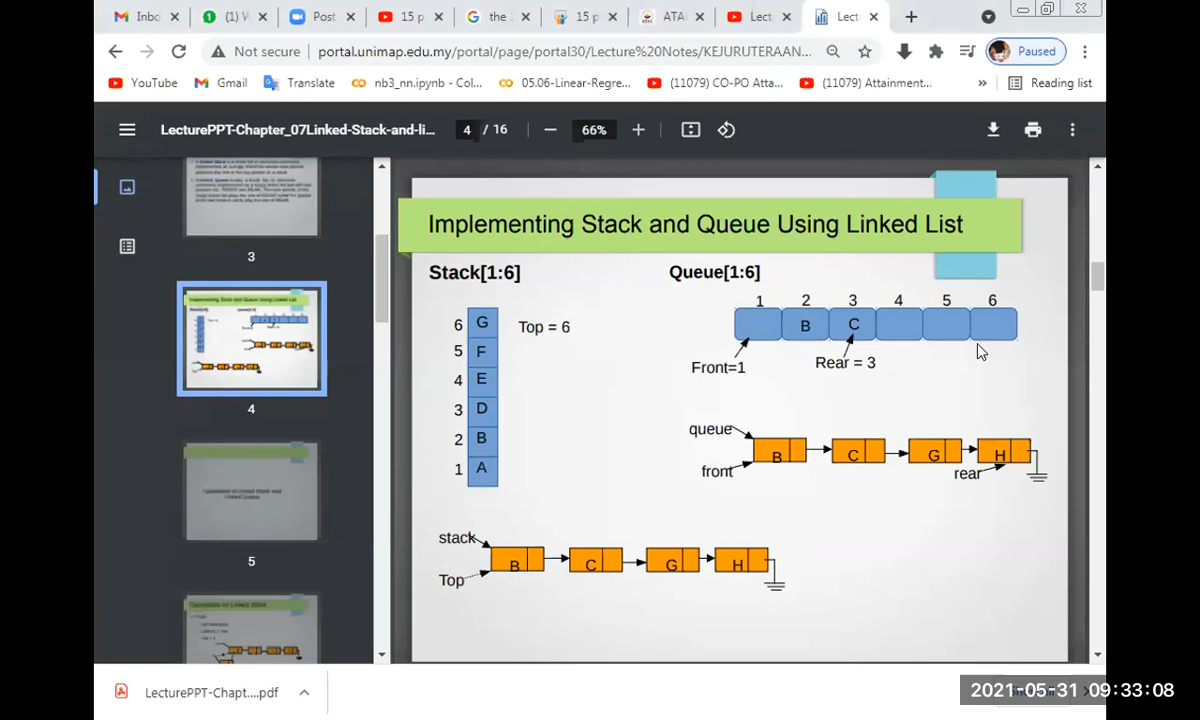 Inbo
(1) W
Post
15 p
the
15 p
ATA
Lect
Lect
Not secure
portal.unimap.edu.my/portal/page/portal30/Lecture%20Notes/KEJURUTERAAN...
Paused
YouTube
Gmail
Translate
nb3_nn.ipynb - Col...
05.06-Linear-Regre...
(11079) CO-PO Atta...
(11079) Attainment...
»
Reading list
LecturePPT-Chapter_07Linked-Stack-and-li...
4 / 16
66%
3
4
5
Implementing Stack and Queue Using Linked List
Stack[1:6]
Queue[1:6]
6 G
5 F
4 E
3 D
2 B
1 A
Top = 6
1 2 3 4 5 6
B C
Front=1
Rear = 3
queue
front
B C G H
rear
stack
Top
B C G H
LecturePPT-Chapt....pdf
2021-05-31 09:33:08